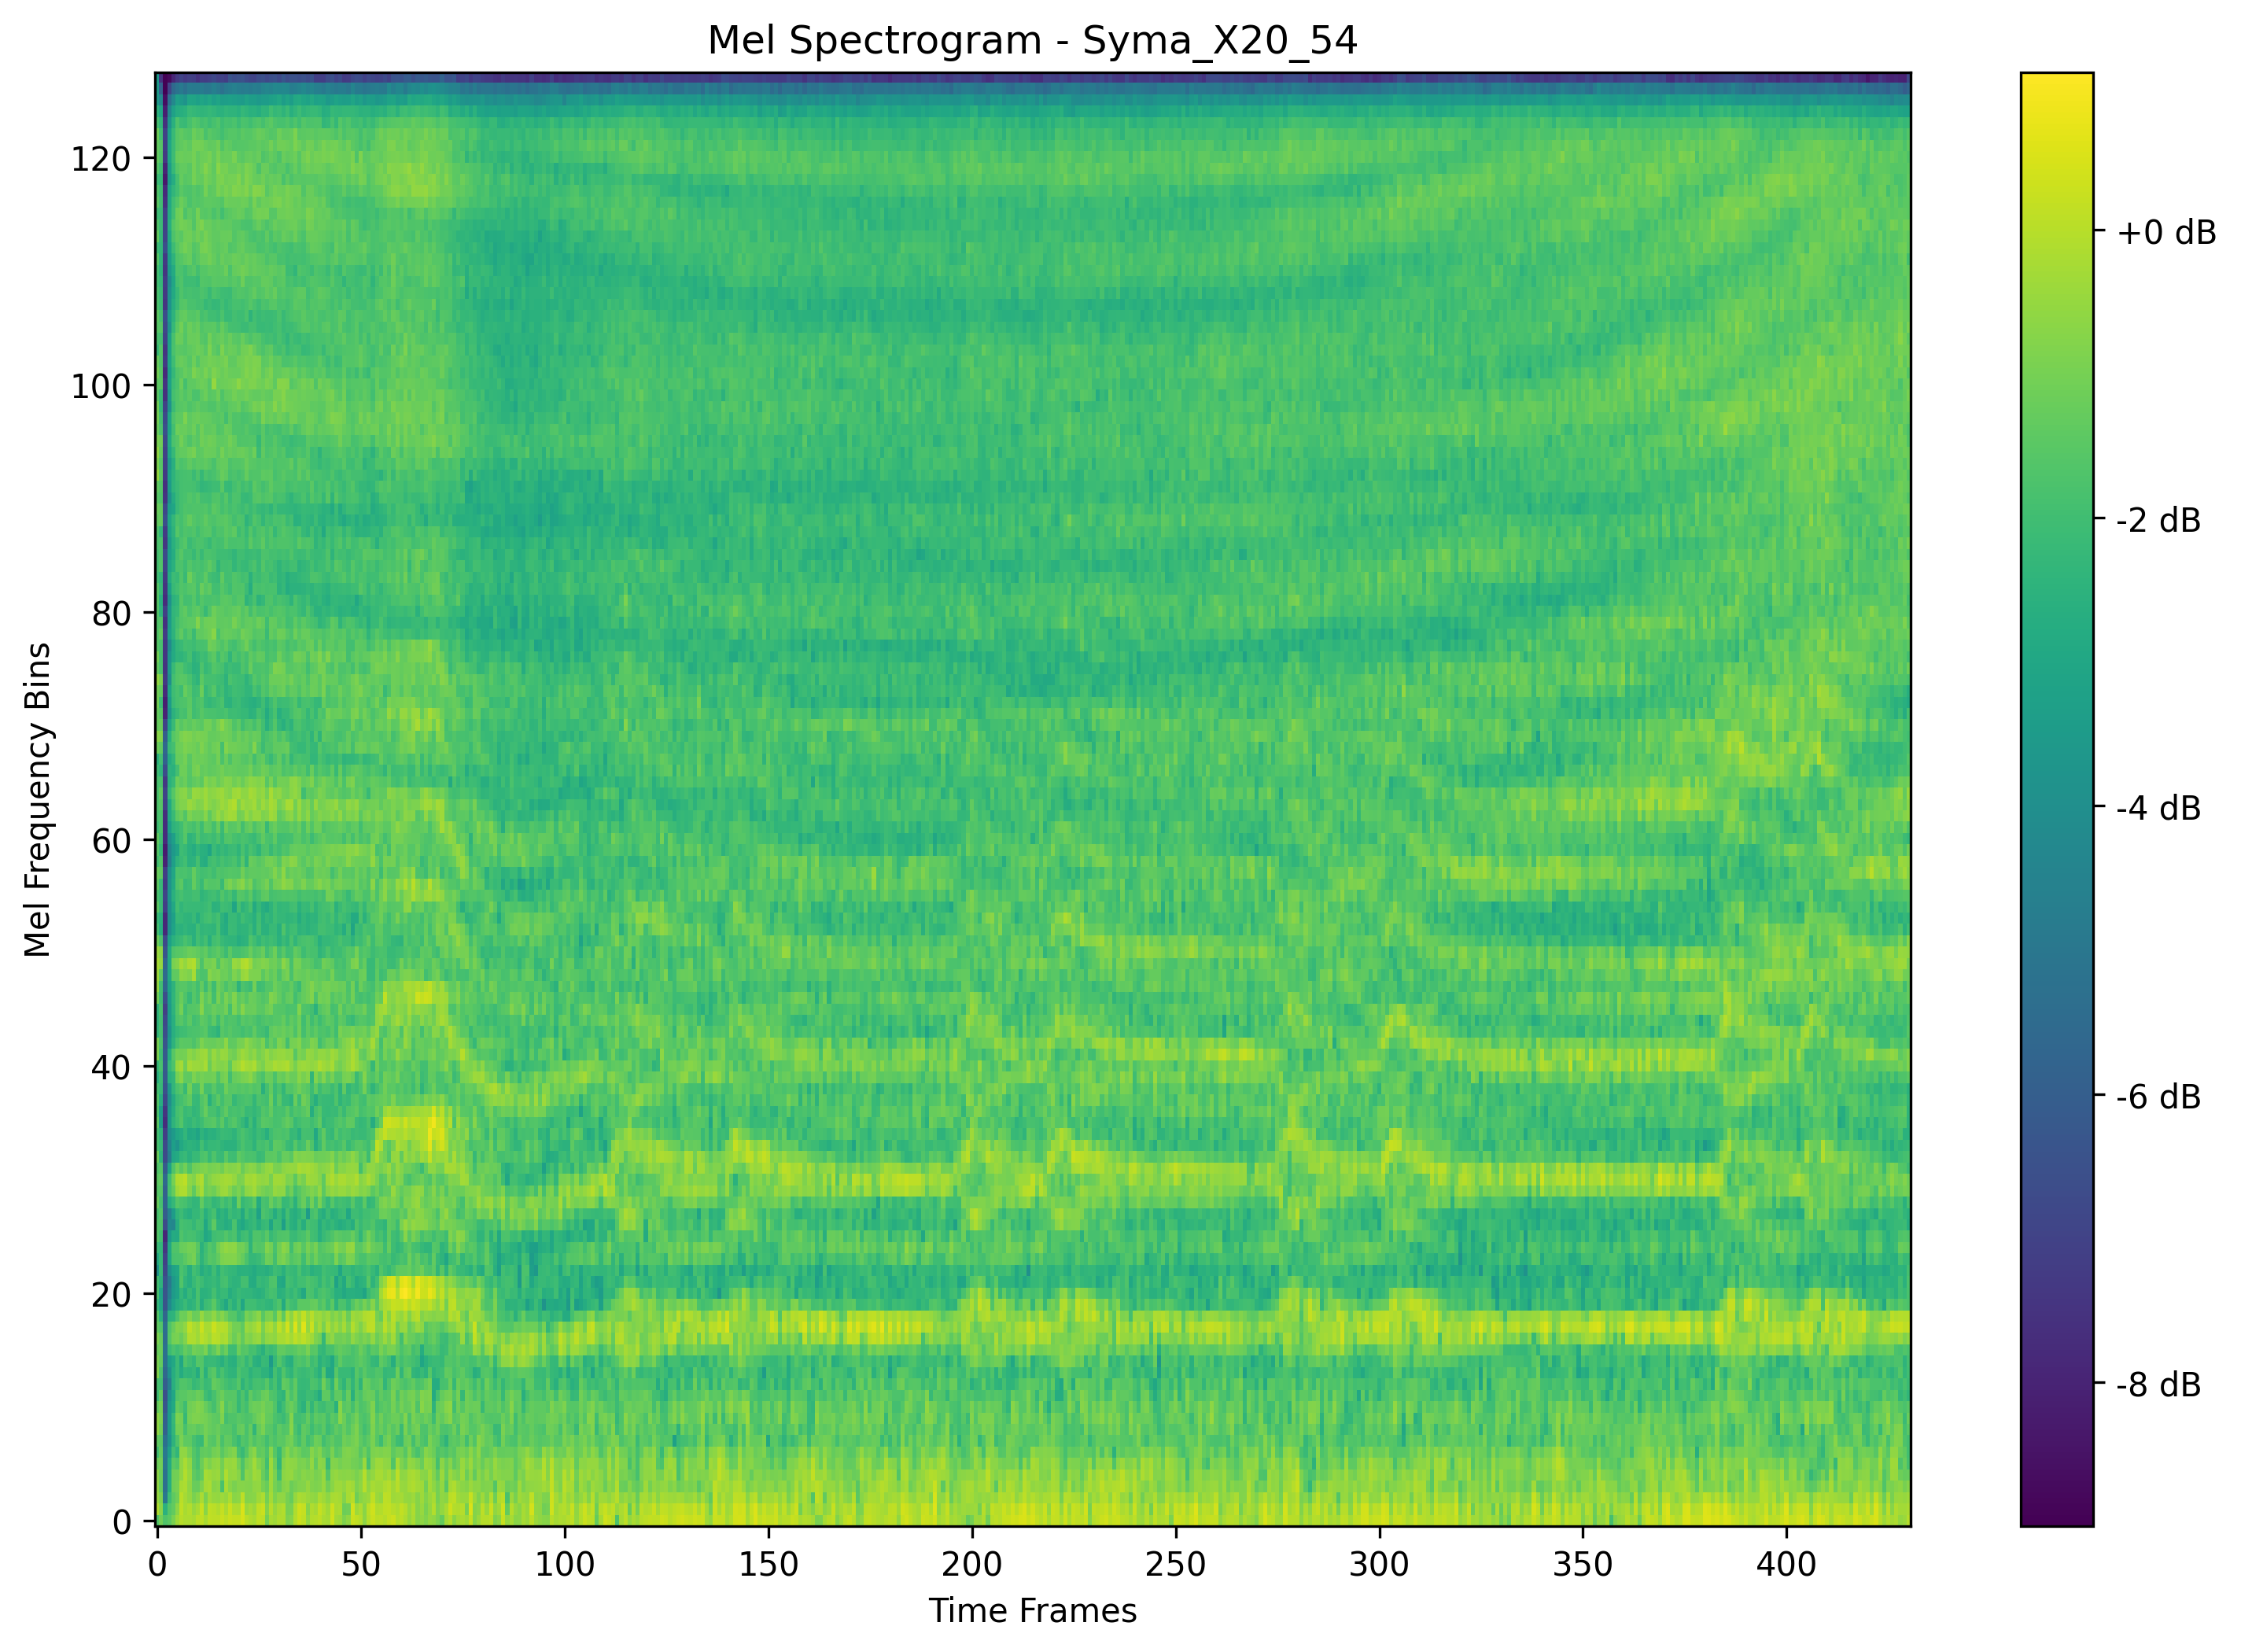 Mel Spectrogram - Syma_X20_54
Mel Frequency Bins
120
100
80
60
40
20
0
0 50 100 150 200 250 300 350 400
Time Frames
+0 dB
-2 dB
-4 dB
-6 dB
-8 dB